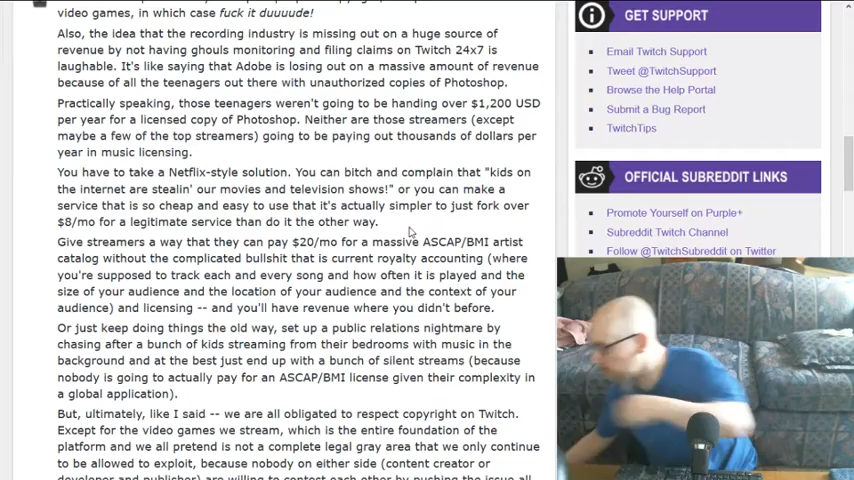 video games, in which case fuck it duuuude!
Also, the idea that the recording industry is missing out on a huge source of
revenue by not having ghouls monitoring and filing claims on Twitch 24x7 is
laughable. It's like saying that Adobe is losing out on a massive amount of revenue
because of all the teenagers out there with unauthorized copies of Photoshop.
Practically speaking, those teenagers weren't going to be handing over $1,200 USD
per year for a licensed copy of Photoshop. Neither are those streamers (except
maybe a few of the top streamers) going to be paying out thousands of dollars per
year in music licensing.
You have to take a Netflix-style solution. You can bitch and complain that "kids on
the internet are stealin' our movies and television shows!" or you can make a
service that is so cheap and easy to use that it's actually simpler to just fork over
$8/mo for a legitimate service than do it the other way.
Give streamers a way that they can pay $20/mo for a massive ASCAP/BMI artist
catalog without the complicated bullshit that is current royalty accounting (where
you're supposed to track each and every song and how often it is played and the
size of your audience and the location of your audience and the context of your
audience) and licensing -- and you'll have revenue where you didn't before.
Or just keep doing things the old way, set up a public relations nightmare by
chasing after a bunch of kids streaming from their bedrooms with music in the
background and at the best just end up with a bunch of silent streams (because
nobody is going to actually pay for an ASCAP/BMI license given their complexity in
a global application).
But, ultimately, like I said -- we are all obligated to respect copyright on Twitch.
Except for the video games we stream, which is the entire foundation of the
platform and we all pretend is not a complete legal gray area that we only continue
to be allowed to exploit, because nobody on either side (content creator or
developer and publisher) are willing to contest each other by pushing the issue all
GET SUPPORT
Email Twitch Support
Tweet @TwitchSupport
Browse the Help Portal
Submit a Bug Report
TwitchTips
OFFICIAL SUBREDDIT LINKS
Promote Yourself on Purple+
Subreddit Twitch Channel
Follow @TwitchSubreddit on Twitter